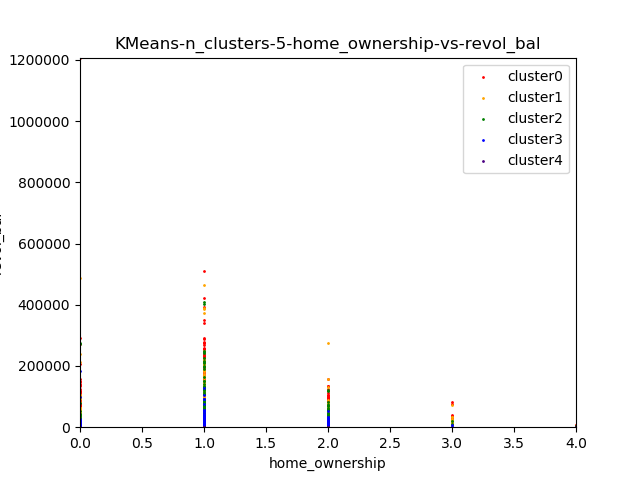 KMeans-n_clusters-5-home_ownership-vs-revol_bal
1200000
1000000
800000
600000
400000
200000
0
cluster0
cluster1
cluster2
cluster3
cluster4
0.0 0.5 1.0 1.5 2.0 2.5 3.0 3.5 4.0
home_ownership